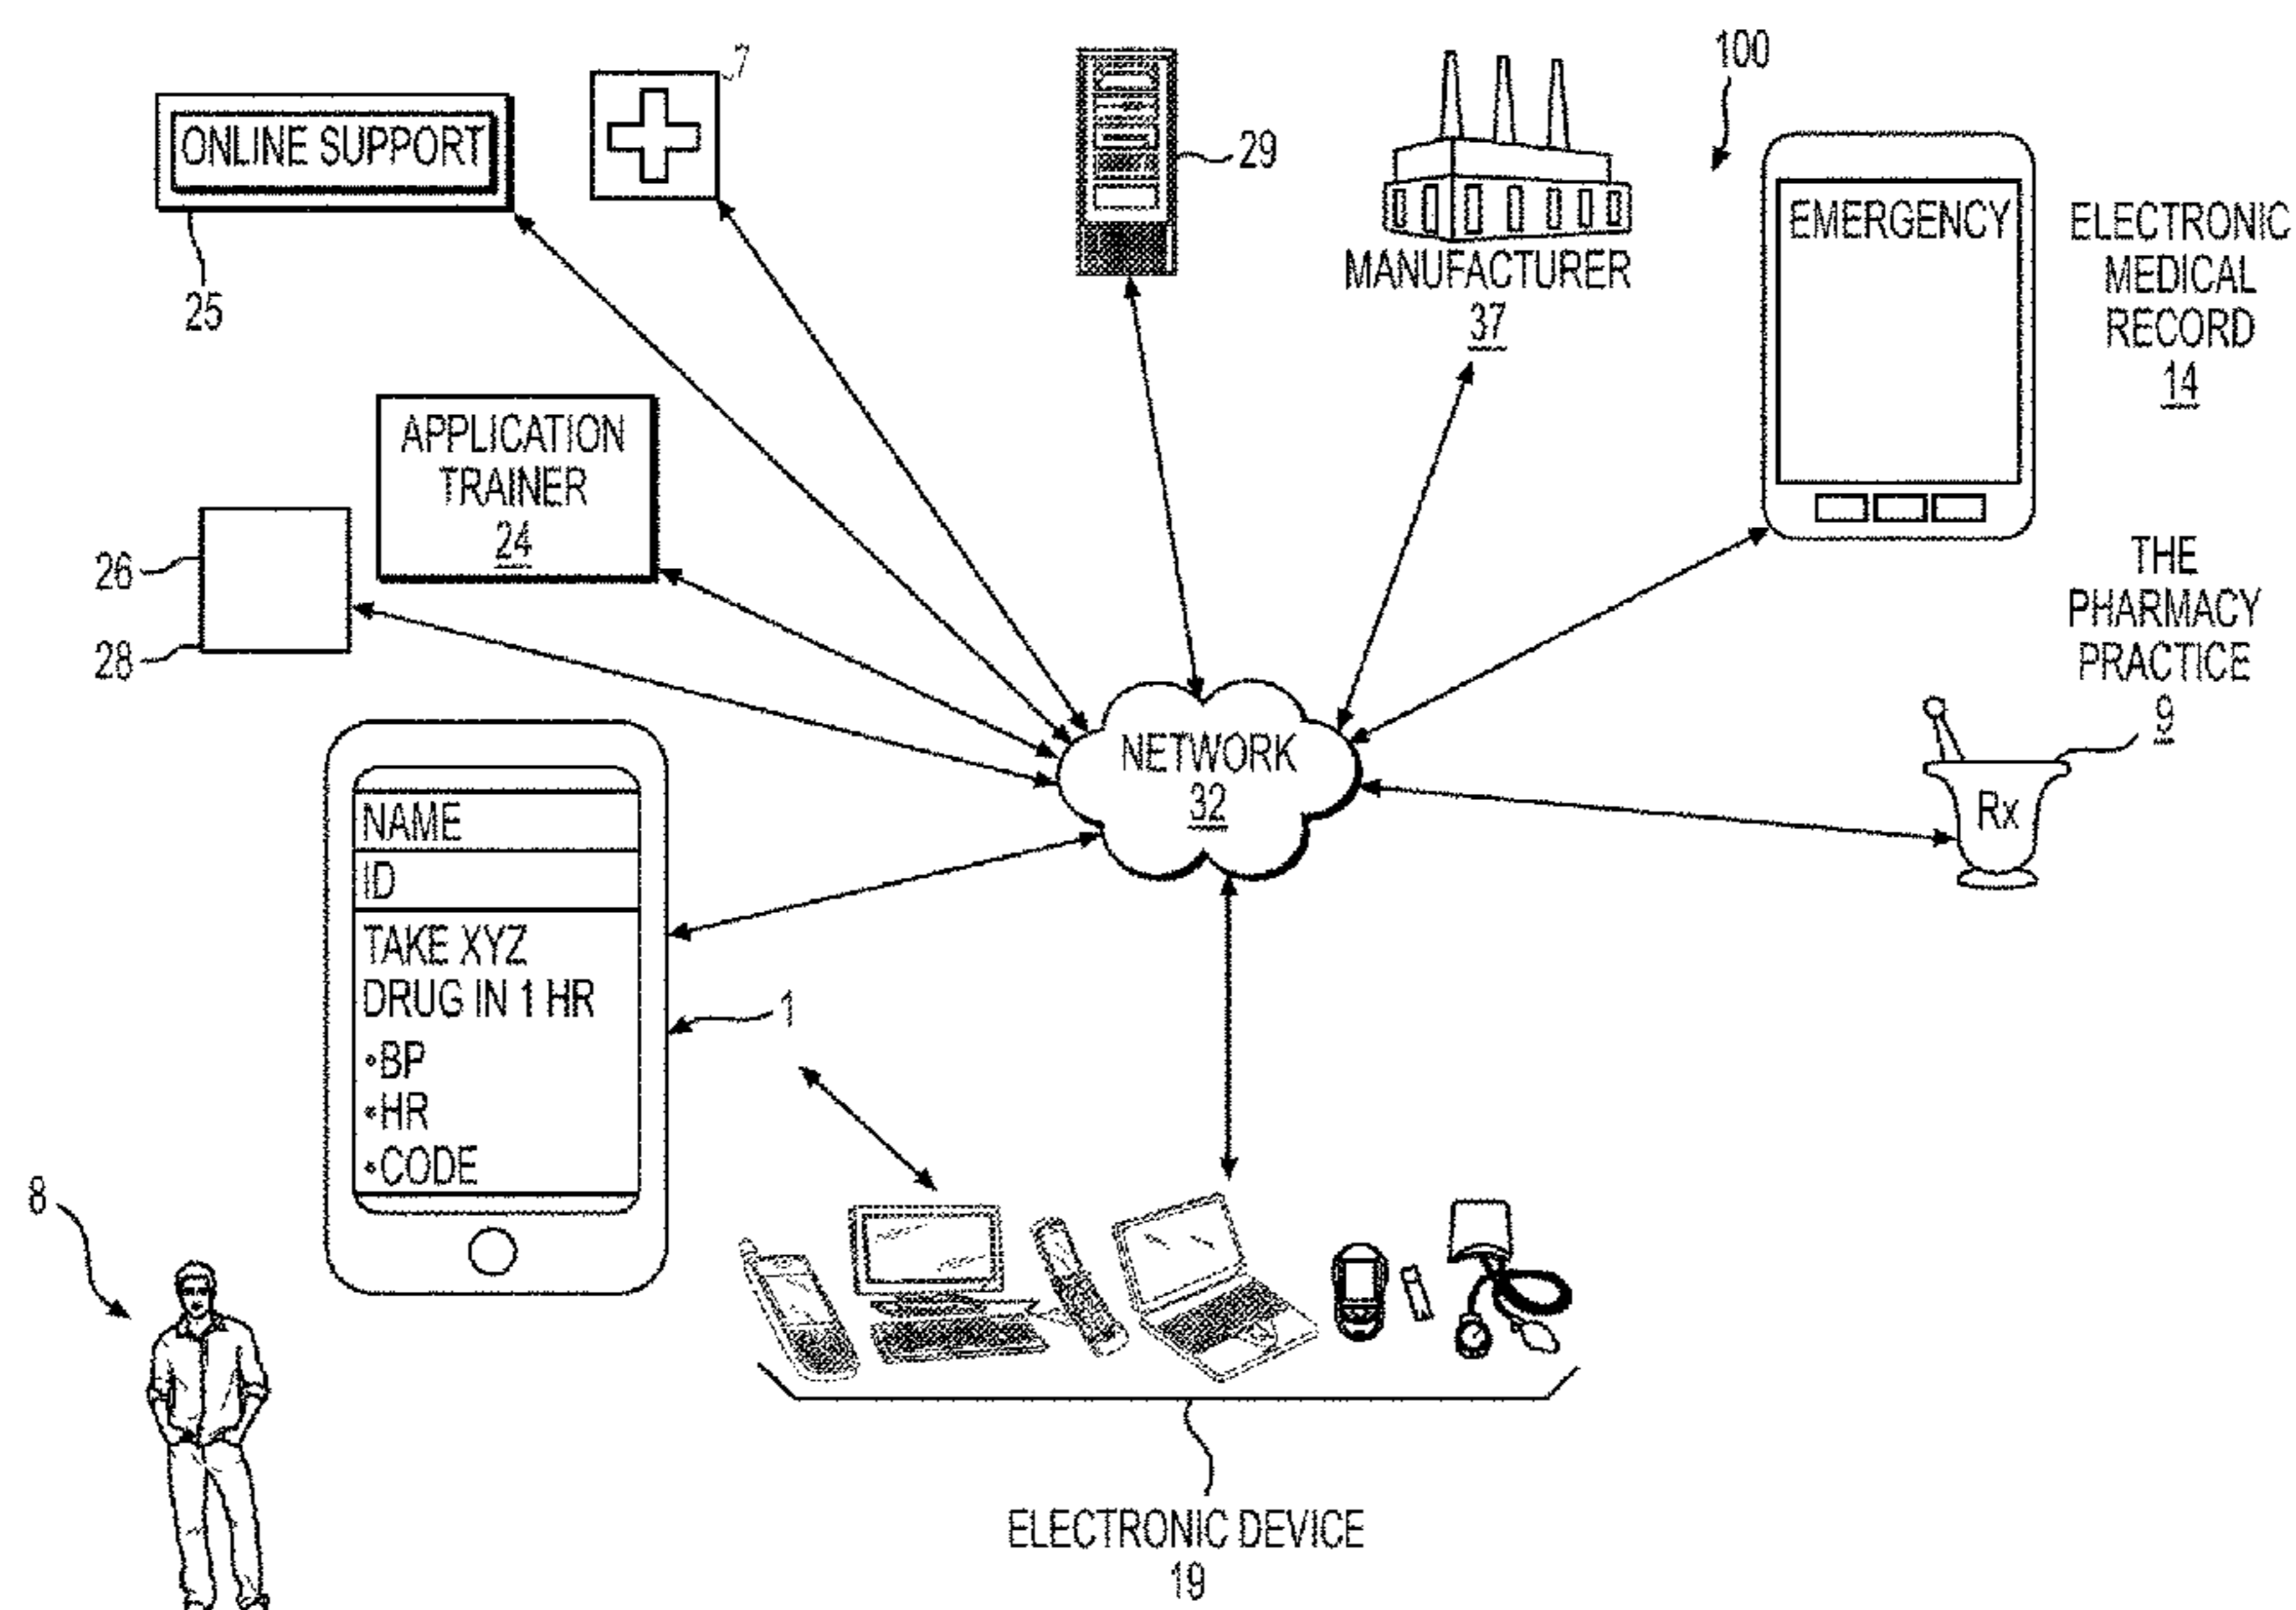 100
7
ONLINE SUPPORT
25
29
MANUFACTURER
37
EMERGENCY
ELECTRONIC
MEDICAL
RECORD
14
APPLICATION
TRAINER
24
26
28
THE
PHARMACY
PRACTICE
9
Rx
NETWORK
32
NAME
ID
TAKE XYZ
DRUG IN 1 HR
•BP
•HR
•CODE
1
8
ELECTRONIC DEVICE
19